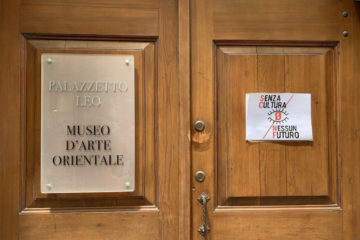 PALAZZETTO
LEO
MUSEO
D'ARTE
ORIENTALE
SENZA
CULTURA
NESSUN
FUTURO